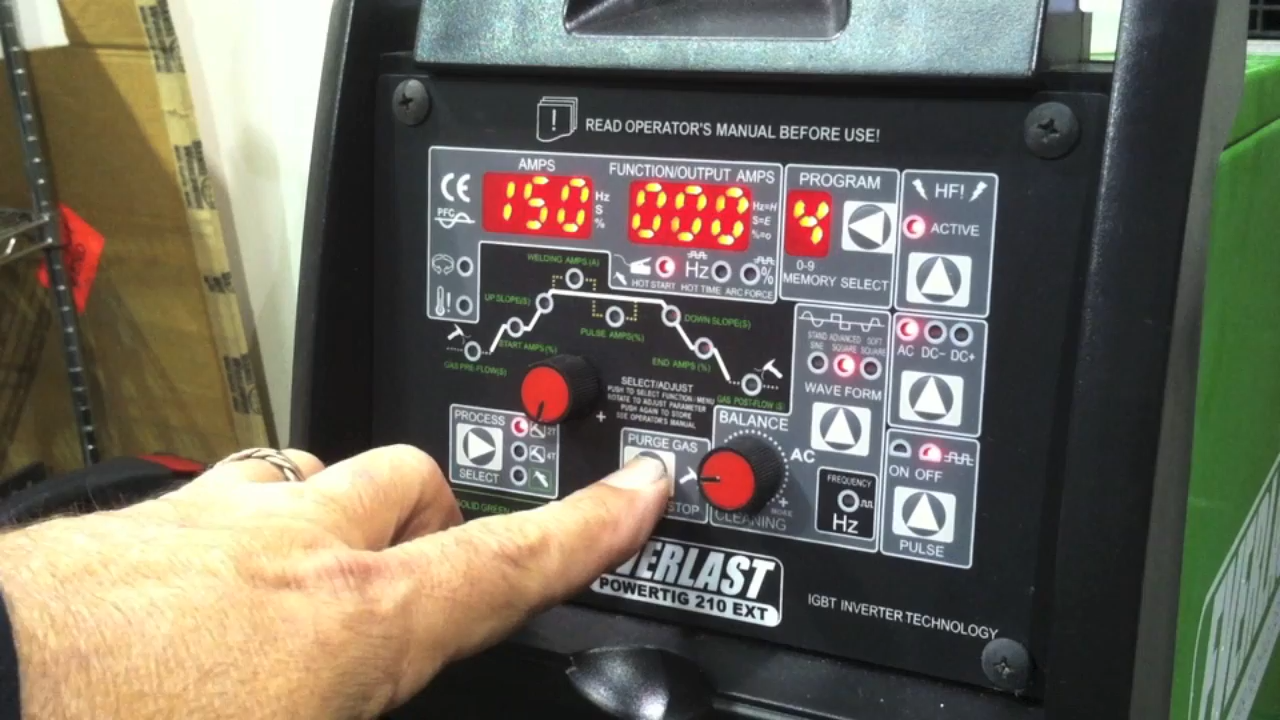 READ OPERATOR'S MANUAL BEFORE USE!
AMPS
FUNCTION/OUTPUT AMPS
PROGRAM
HF!
CE
150
Hz
S
%
000
Hz=H
S=E
%=o
4
PFC
ACTIVE
0-9
MEMORY SELECT
WELDING AMPS (A)
Hz
%
HOT START
HOT TIME
ARC FORCE
UP SLOPE(S)
DOWN SLOPE(S)
PULSE AMPS(%)
START AMPS (%)
END AMPS (%)
GAS PRE-FLOW(S)
GAS POST-FLOW (S)
STAND ADVANCED SOFT
SINE SQUARE SQUARE
WAVE FORM
AC DC- DC+
SELECT/ADJUST
PUSH TO SELECT FUNCTION/MENU
ROTATE TO ADJUST PARAMETER
PUSH AGAIN TO STORE
SEE OPERATOR'S MANUAL
PROCESS
2T
4T
SELECT
PURGE GAS
STOP
BALANCE
AC
CLEANING
FREQUENCY
Hz
ON OFF
PULSE
SOLID GREEN
VERLAST
POWERTIG 210 EXT
IGBT INVERTER TECHNOLOGY